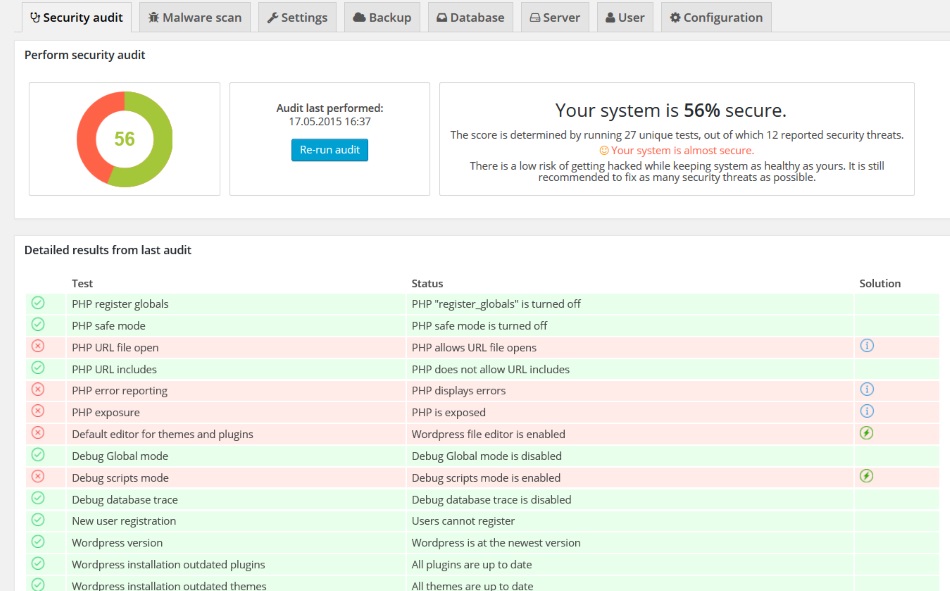 Security audit
Malware scan
Settings
Backup
Database
Server
User
Configuration
Perform security audit
56
Audit last performed:
17.05.2015 16:37
Re-run audit
Your system is 56% secure.
The score is determined by running 27 unique tests, out of which 12 reported security threats.
Your system is almost secure.
There is a low risk of getting hacked while keeping system as healthy as yours. It is still
recommended to fix as many security threats as possible.
Detailed results from last audit
Test Status Solution
PHP register globals PHP "register_globals" is turned off
PHP safe mode PHP safe mode is turned off
PHP URL file open PHP allows URL file opens
PHP URL includes PHP does not allow URL includes
PHP error reporting PHP displays errors
PHP exposure PHP is exposed
Default editor for themes and plugins Wordpress file editor is enabled
Debug Global mode Debug Global mode is disabled
Debug scripts mode Debug scripts mode is enabled
Debug database trace Debug database trace is disabled
New user registration Users cannot register
Wordpress version Wordpress is at the newest version
Wordpress installation outdated plugins All plugins are up to date
Wordpress installation outdated themes All themes are up to date